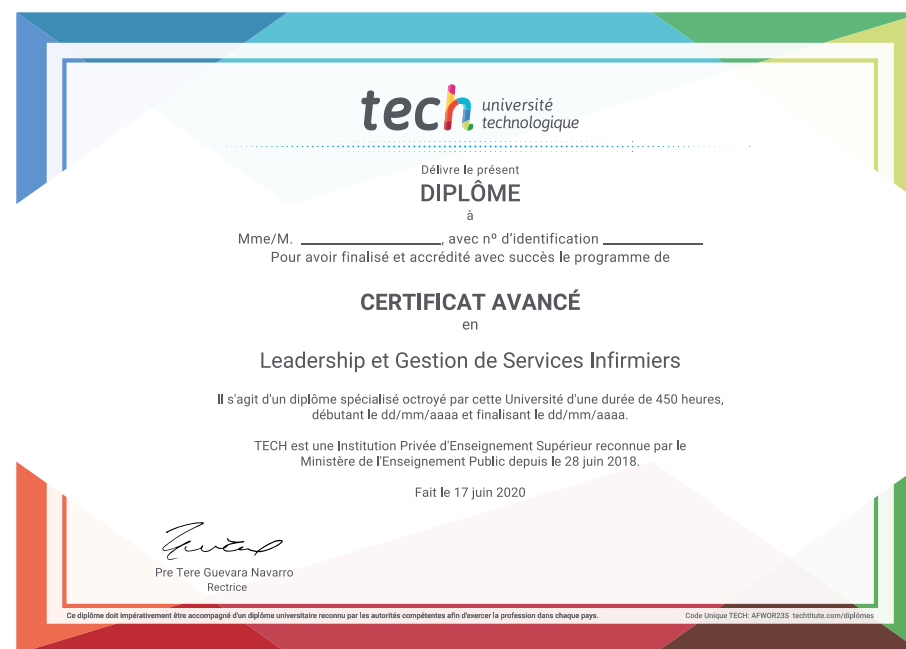 tech université
technologique
Délivre le présent
DIPLÔME
à
Mme/M. ____________________, avec nº d'identification ______________
Pour avoir finalisé et accrédité avec succès le programme de
CERTIFICAT AVANCÉ
en
Leadership et Gestion de Services Infirmiers
Il s'agit d'un diplôme spécialisé octroyé par cette Université d'une durée de 450 heures,
débutant le dd/mm/aaaa et finalisant le dd/mm/aaaa.
TECH est une Institution Privée d'Enseignement Supérieur reconnue par le
Ministère de l'Enseignement Public depuis le 28 juin 2018.
Fait le 17 juin 2020
Pre Tere Guevara Navarro
Rectrice
Ce diplôme doit impérativement être accompagné d'un diplôme universitaire reconnu par les autorités compétentes afin d'exercer la profession dans chaque pays.
Code Unique TECH: AFWOR23S techtitute.com/diplômes